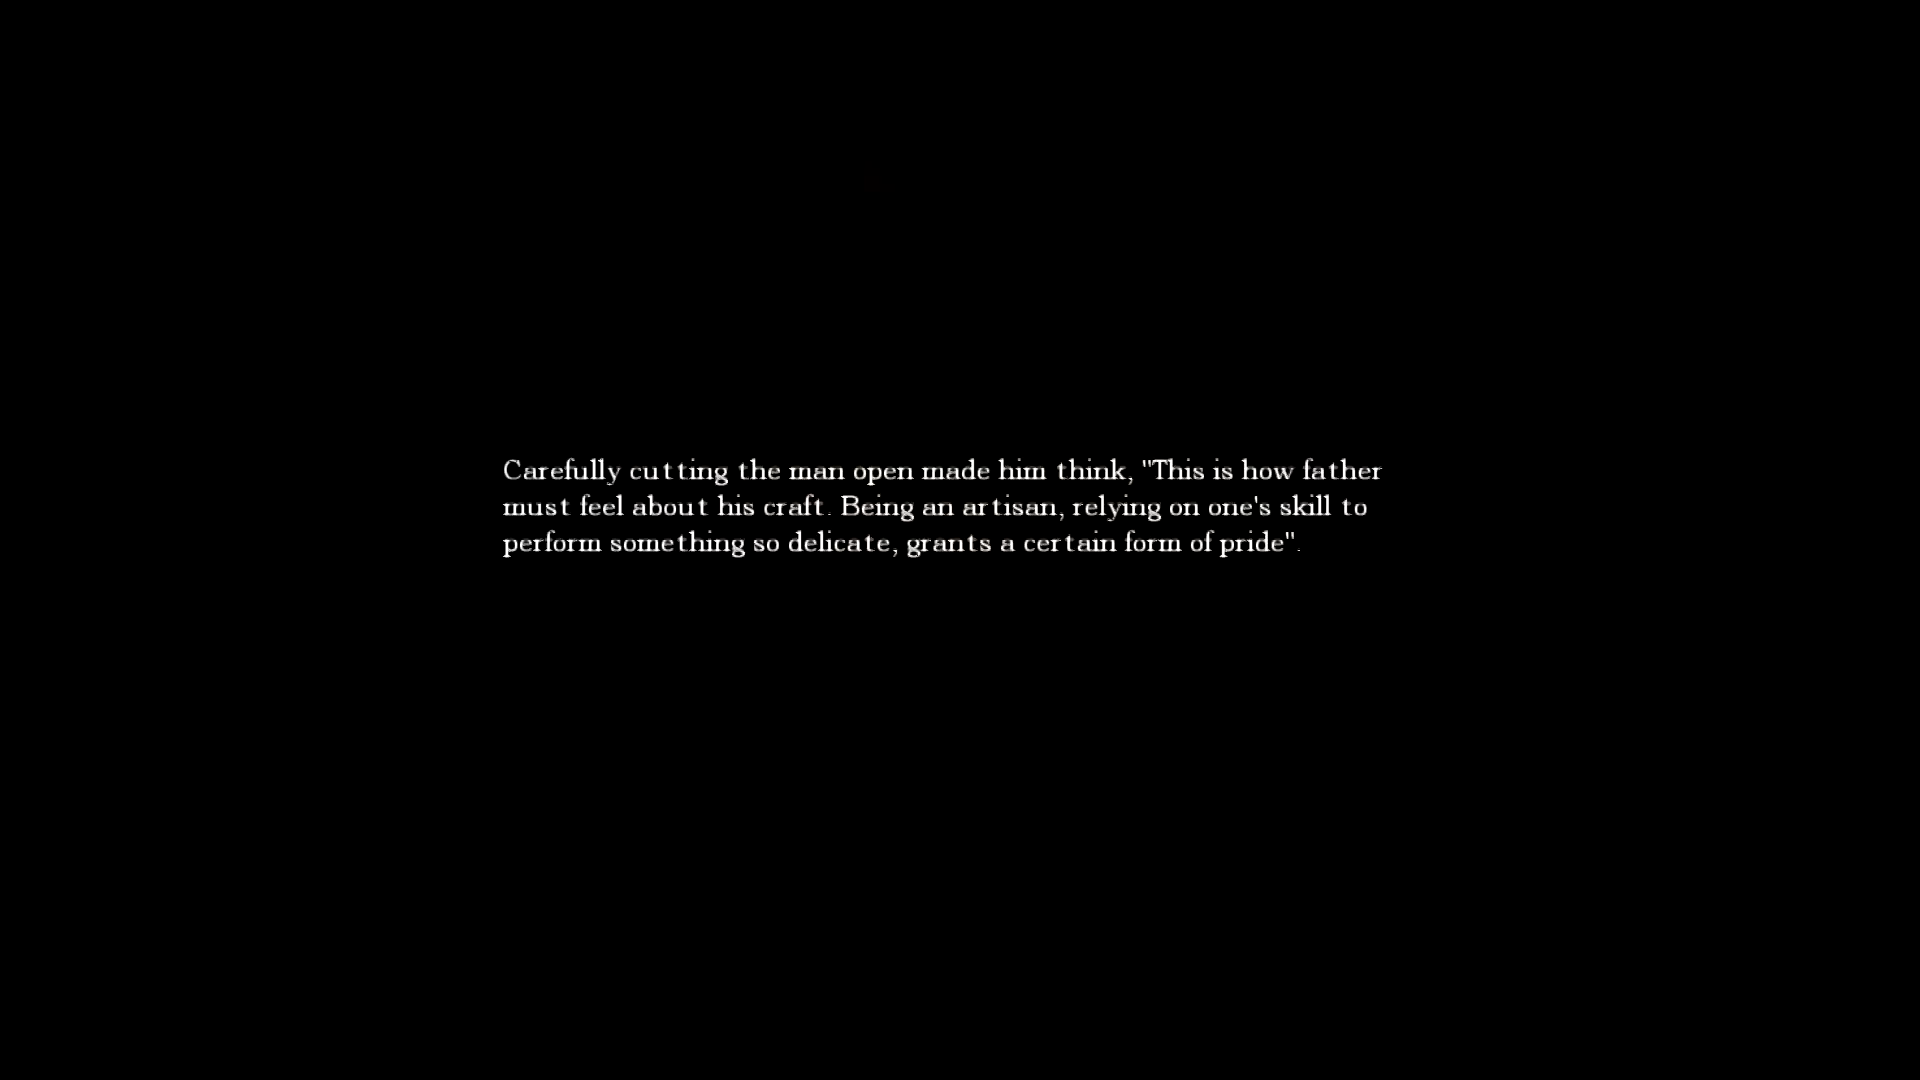 Carefully cutting the man open made him think, "This is how father
must feel about his craft. Being an artisan, relying on one's skill to
perform something so delicate, grants a certain form of pride".